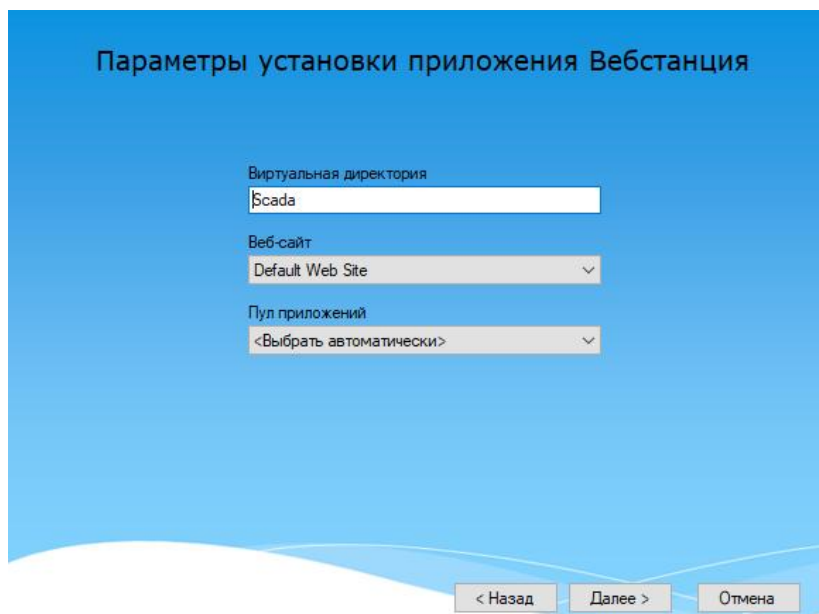 Параметры установки приложения Вебстанция
Виртуальная директория
Scada
Веб-сайт
Default Web Site
Пул приложений
<Выбрать автоматически>
< Назад
Далее >
Отмена